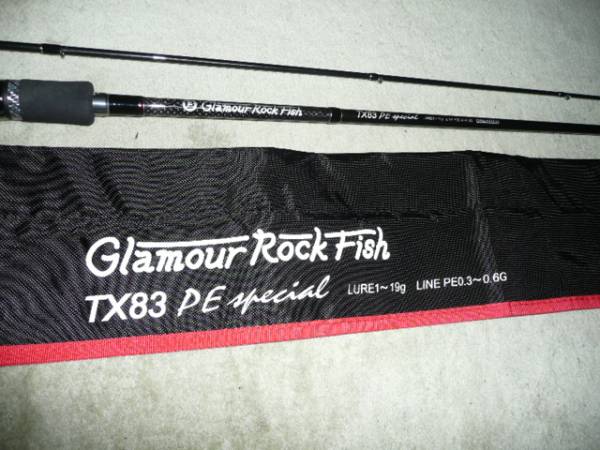 Glamour Rock Fish
TX83 PE special
Glamour Rock Fish
TX83 PE special LURE1~19g LINE PE0.3~0.6G